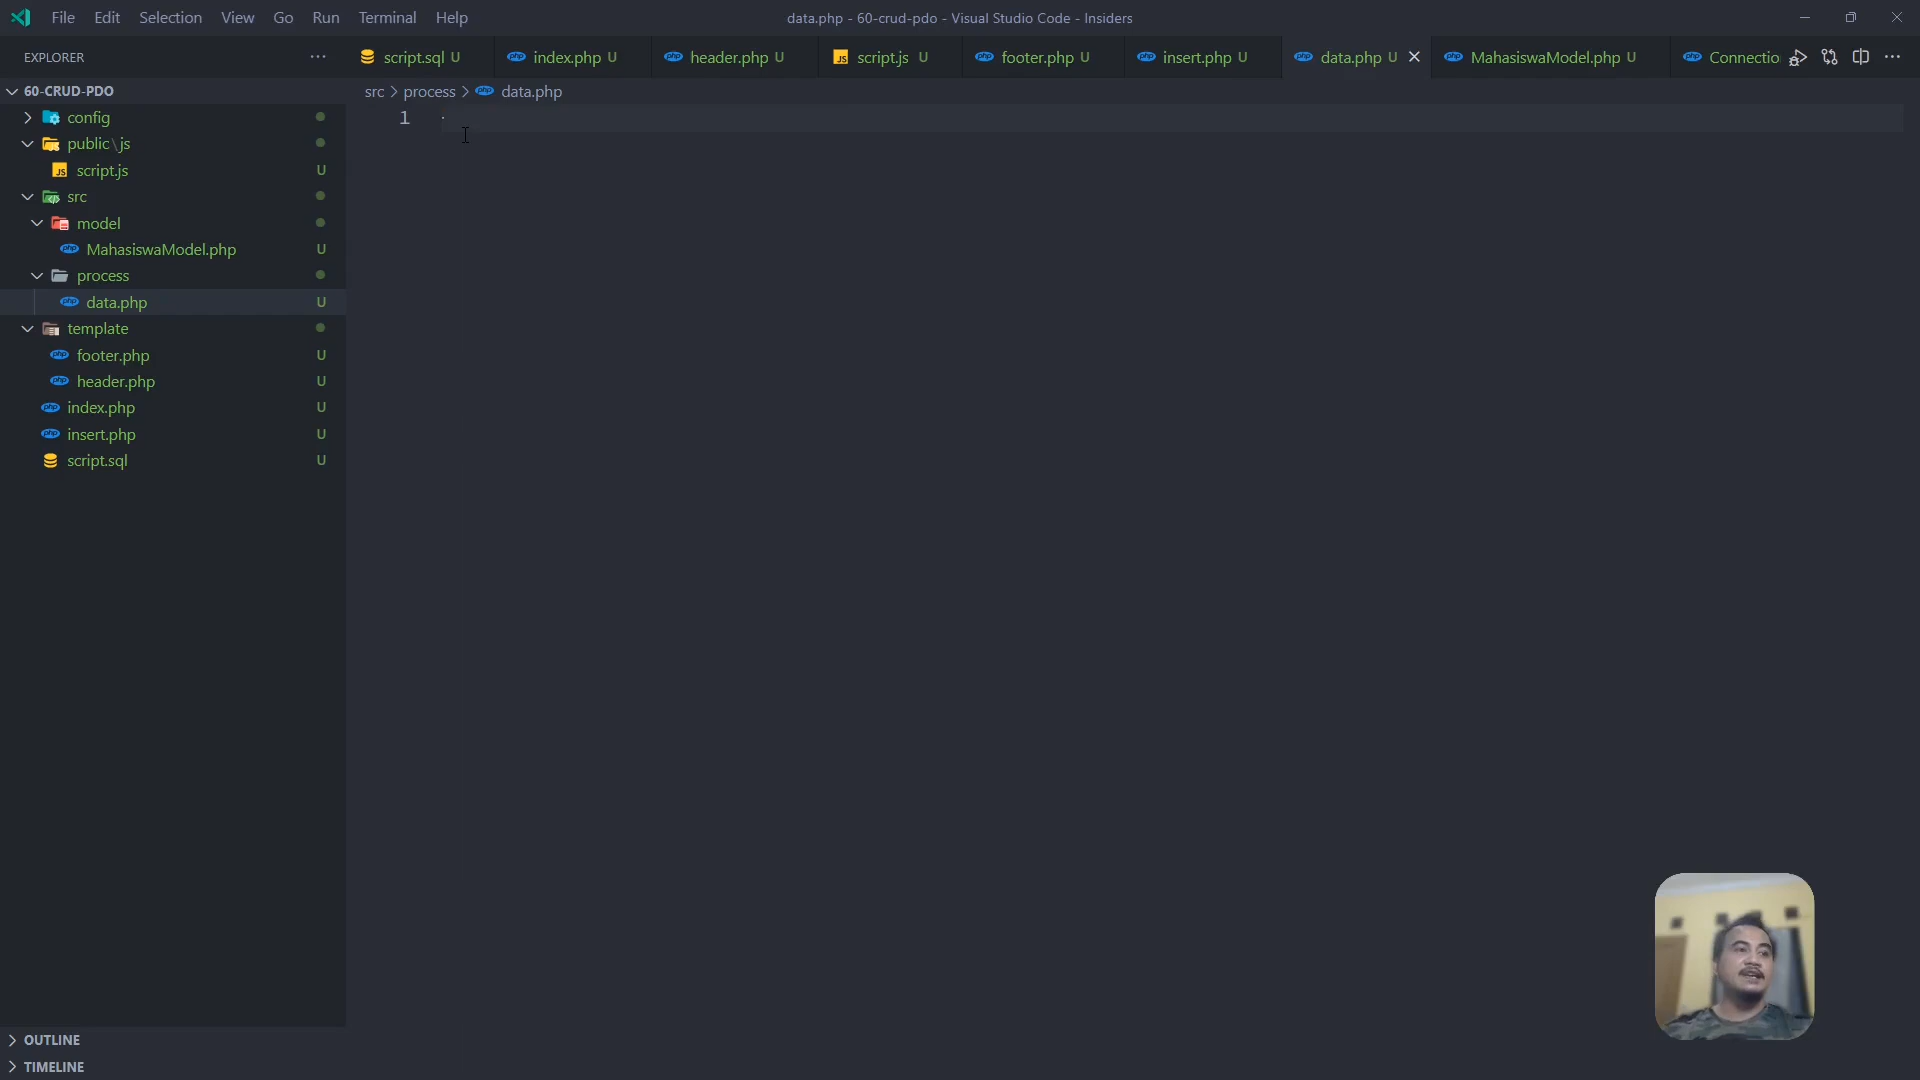 File Edit Selection View Go Run Terminal Help
data.php - 60-crud-pdo - Visual Studio Code - Insiders
EXPLORER
script.sql U
index.php U
header.php U
JS script.js U
footer.php U
insert.php U
data.php U
MahasiswaModel.php U
Connectio
60-CRUD-PDO
src > process > data.php
1
config
public\js
JS script.js U
src
model
MahasiswaModel.php U
process
data.php U
template
footer.php U
header.php U
index.php U
insert.php U
script.sql U
OUTLINE
TIMELINE